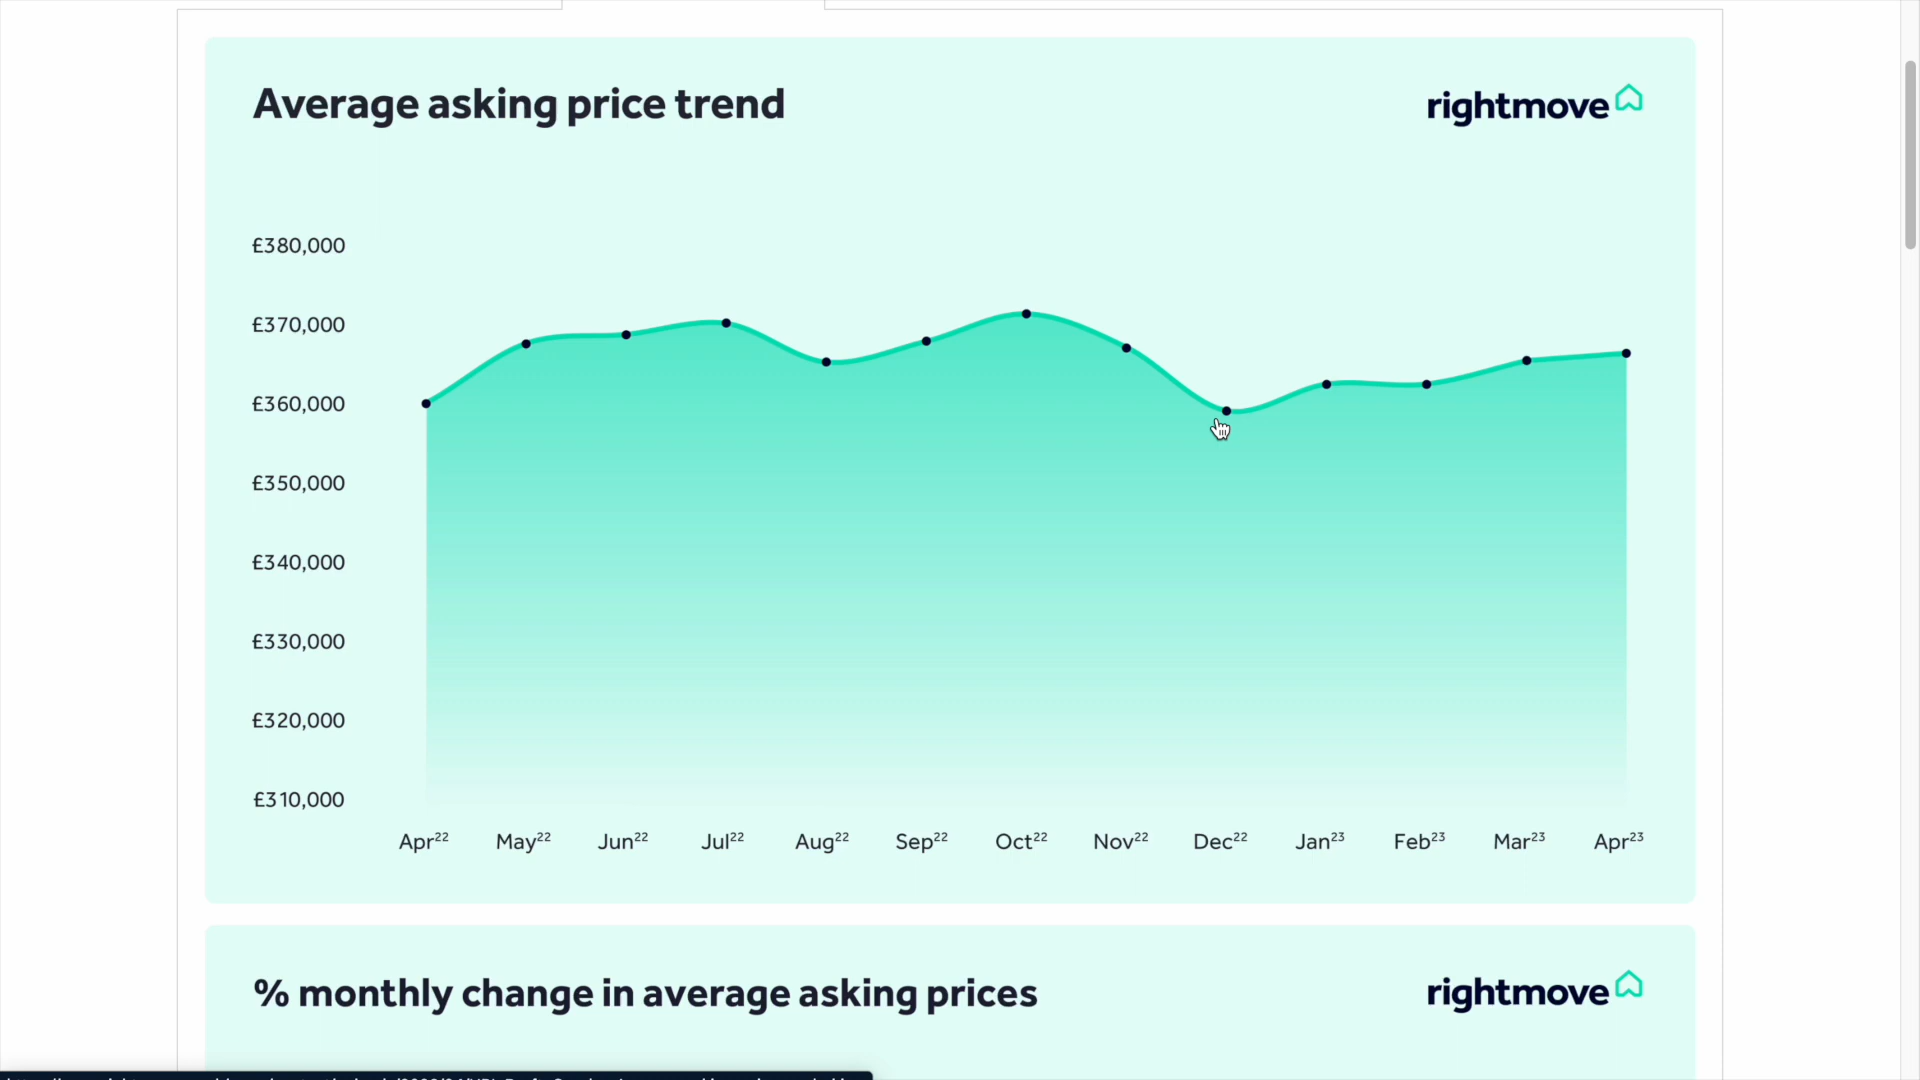 Average asking price trend
rightmove
£380,000
£370,000
£360,000
£350,000
£340,000
£330,000
£320,000
£310,000
Apr²² May²² Jun²² Jul²² Aug²² Sep²² Oct²² Nov²² Dec²² Jan²³ Feb²³ Mar²³ Apr²³
% monthly change in average asking prices
rightmove